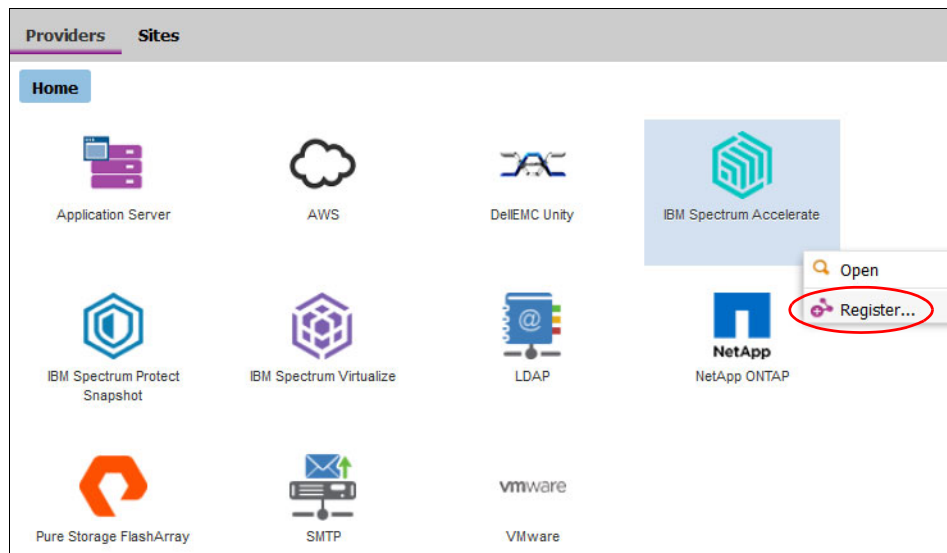 Providers Sites
Home
Application Server
AWS
DellEMC Unity
IBM Spectrum Accelerate
Open
Register...
@
NetApp
IBM Spectrum Protect
Snapshot
IBM Spectrum Virtualize
LDAP
NetApp ONTAP
vmware
Pure Storage FlashArray
SMTP
VMware